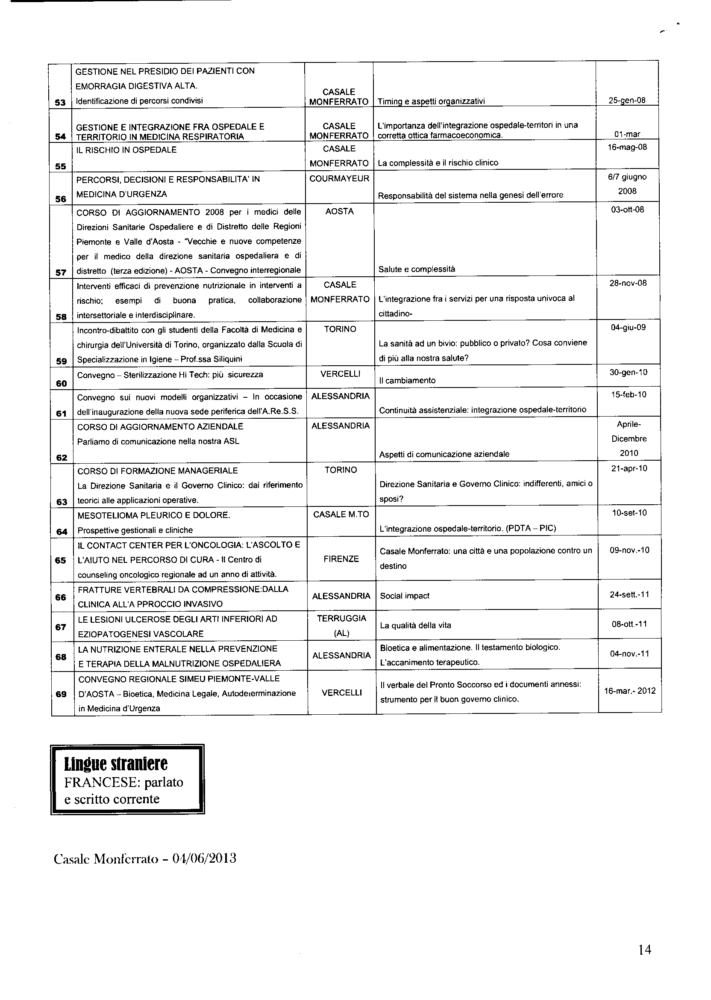 GESTIONE NEL PRESIDIO DEI PAZIENTI CON
EMORRAGIA DIGESTIVA ALTA.
CASALE
53 Identificazione di percorsi condivisi MONFERRATO Timing e aspetti organizzativi 25-gen-08
GESTIONE E INTEGRAZIONE FRA OSPEDALE E CASALE L'importanza dell'integrazione ospedale-territori in una
54 TERRITORIO IN MEDICINA RESPIRATORIA MONFERRATO corretta ottica farmacoeconomica. 01-mar
IL RISCHIO IN OSPEDALE CASALE 16-mag-08
55 MONFERRATO La complessità e il rischio clinico
PERCORSI, DECISIONI E RESPONSABILITA' IN COURMAYEUR 6/7 giugno
56 MEDICINA D'URGENZA Responsabilità del sistema nella genesi dell'errore 2008
CORSO DI AGGIORNAMENTO 2008 per i medici delle AOSTA 03-ott-08
Direzioni Sanitarie Ospedaliere e di Distretto delle Regioni
Piemonte e Valle d'Aosta - "Vecchie e nuove competenze
per il medico della direzione sanitaria ospedaliera e di
57 distretto (terza edizione) - AOSTA - Convegno interregionale Salute e complessità
Interventi efficaci di prevenzione nutrizionale in interventi a CASALE 28-nov-08
rischio; esempi di buona pratica, collaborazione MONFERRATO L'integrazione fra i servizi per una risposta univoca al
58 intersettoriale e interdisciplinare. cittadino-
Incontro-dibattito con gli studenti della Facoltà di Medicina e TORINO 04-giu-09
chirurgia dell'Università di Torino, organizzato dalla Scuola di La sanità ad un bivio: pubblico o privato? Cosa conviene
59 Specializzazione in Igiene – Prof.ssa Siliquini di più alla nostra salute?
Convegno – Sterilizzazione Hi Tech: più sicurezza VERCELLI 30-gen-10
60 Il cambiamento
Convegno sui nuovi modelli organizzativi – In occasione ALESSANDRIA 15-feb-10
61 dell'inaugurazione della nuova sede periferica dell'A.Re.S.S. Continuità assistenziale: integrazione ospedale-territorio
CORSO DI AGGIORNAMENTO AZIENDALE ALESSANDRIA Aprile-
Parliamo di comunicazione nella nostra ASL Dicembre
62 Aspetti di comunicazione aziendale 2010
CORSO DI FORMAZIONE MANAGERIALE TORINO 21-apr-10
La Direzione Sanitaria e il Governo Clinico: dai riferimento Direzione Sanitaria e Governo Clinico: indifferenti, amici o
63 teorici alle applicazioni operative. sposi?
MESOTELIOMA PLEURICO E DOLORE. CASALE M.TO 10-set-10
64 Prospettive gestionali e cliniche L'integrazione ospedale-territorio. (PDTA – PIC)
IL CONTACT CENTER PER L'ONCOLOGIA: L'ASCOLTO E Casale Monferrato: una città e una popolazione contro un 09-nov.-10
65 L'AIUTO NEL PERCORSO DI CURA - Il Centro di FIRENZE destino
counseling oncologico regionale ad un anno di attività.
FRATTURE VERTEBRALI DA COMPRESSIONE:DALLA
66 ALESSANDRIA Social impact 24-sett.-11
CLINICA ALL'A PPROCCIO INVASIVO
LE LESIONI ULCEROSE DEGLI ARTI INFERIORI AD TERRUGGIA
67 La qualità della vita 08-ott.-11
EZIOPATOGENESI VASCOLARE (AL)
LA NUTRIZIONE ENTERALE NELLA PREVENZIONE Bioetica e alimentazione. Il testamento biologico.
68 ALESSANDRIA 04-nov.-11
E TERAPIA DELLA MALNUTRIZIONE OSPEDALIERA L'accanimento terapeutico.
CONVEGNO REGIONALE SIMEU PIEMONTE-VALLE Il verbale del Pronto Soccorso ed i documenti annessi:
69 D'AOSTA – Bioetica, Medicina Legale, Autodeterminazione VERCELLI strumento per il buon governo clinico. 16-mar.- 2012
in Medicina d'Urgenza
Lingue straniere
FRANCESE: parlato
e scritto corrente
Casale Monferrato – 04/06/2013
14